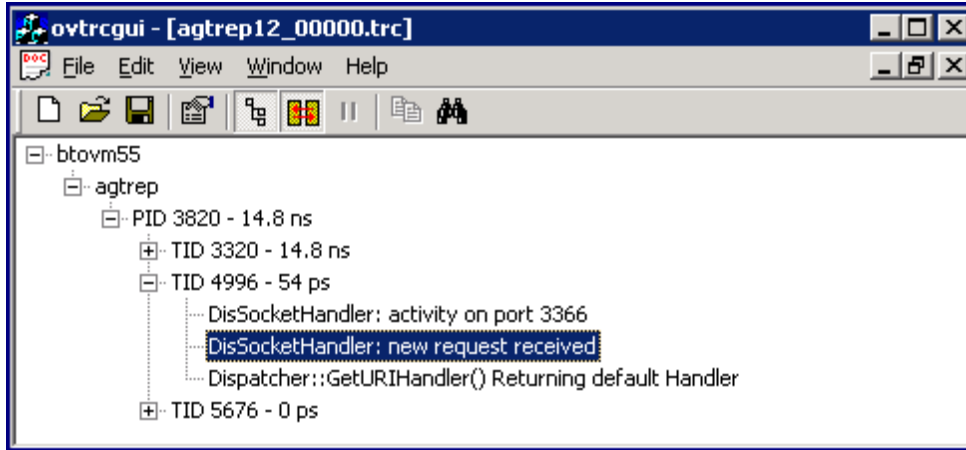 ovtrcgui - [agtrep12_00000.trc]
DOC File Edit View Window Help
btovm55
agtrep
PID 3820 - 14.8 ns
TID 3320 - 14.8 ns
TID 4996 - 54 ps
DisSocketHandler: activity on port 3366
DisSocketHandler: new request received
Dispatcher::GetURIHandler() Returning default Handler
TID 5676 - 0 ps